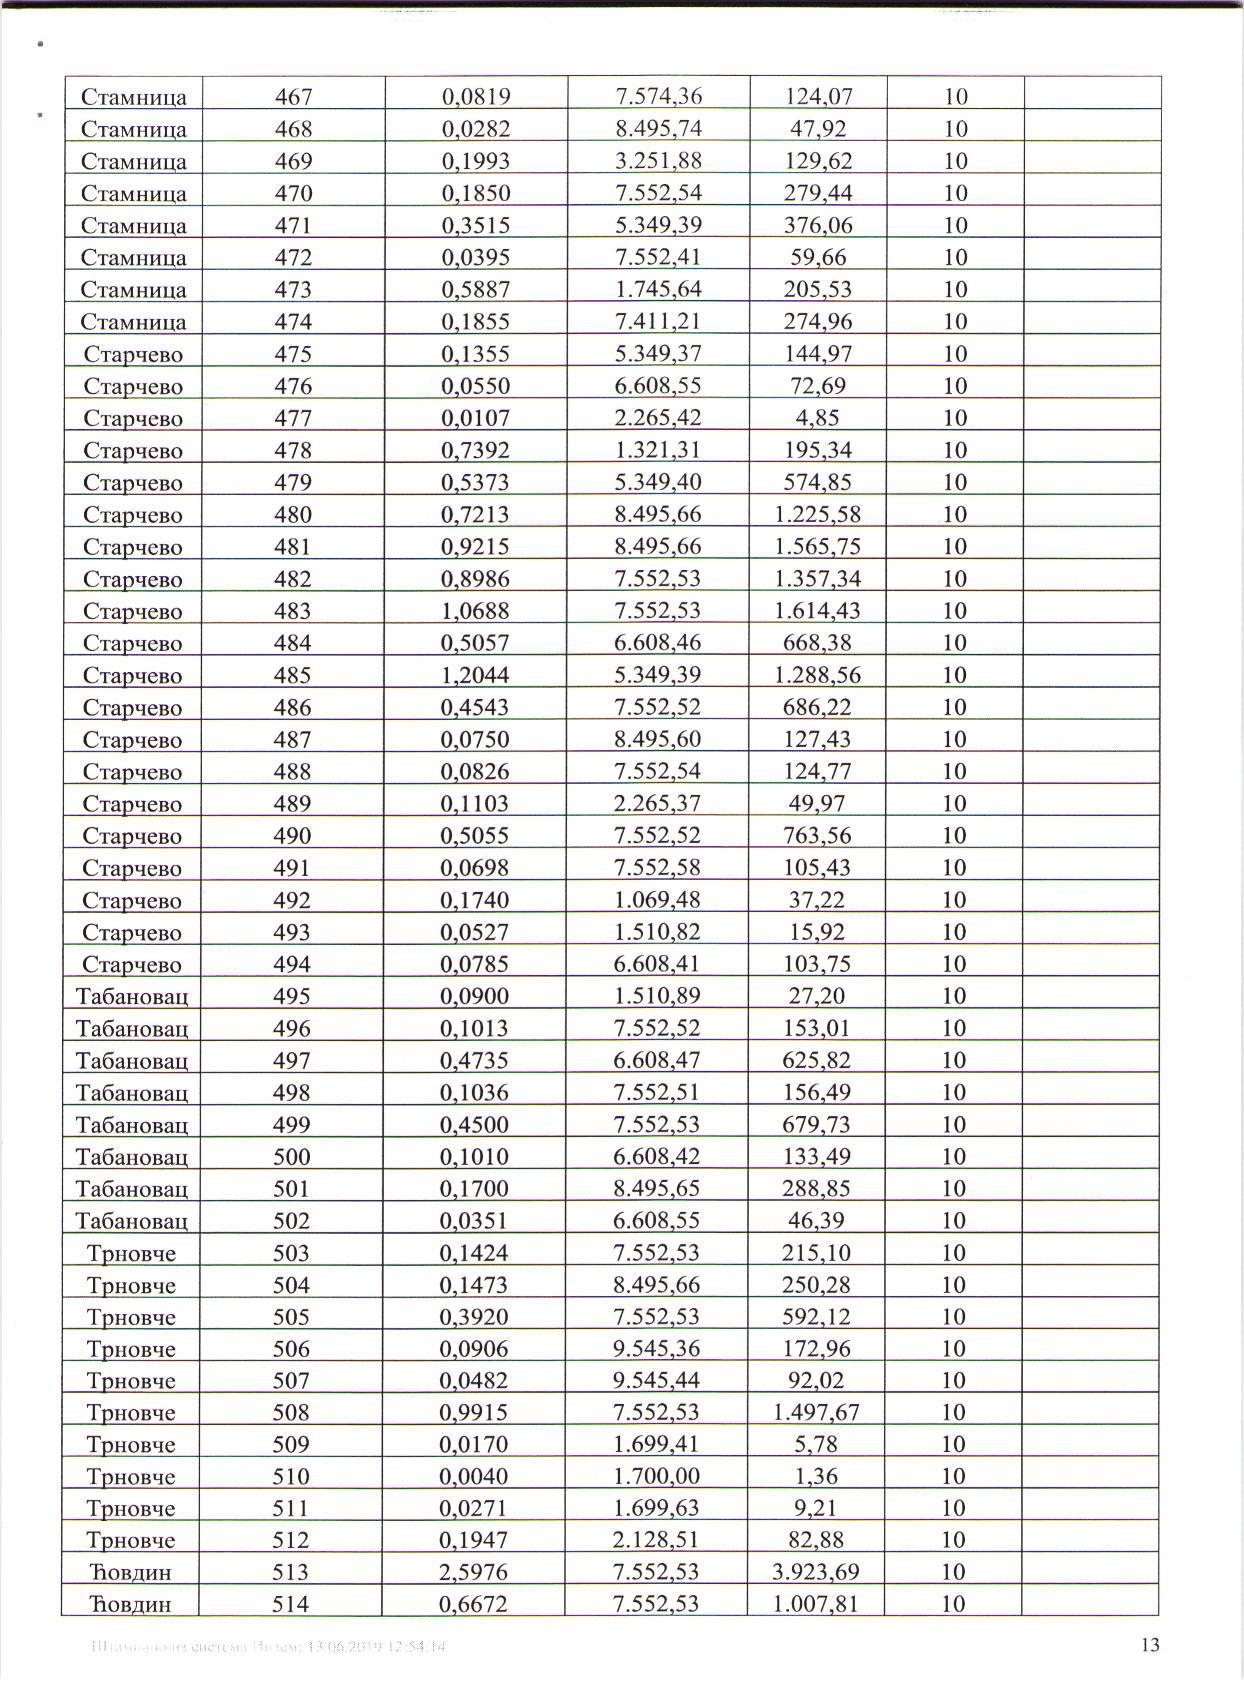 Стамница 467 0,0819 7.574,36 124,07 10
Стамница 468 0,0282 8.495,74 47,92 10
Стамница 469 0,1993 3.251,88 129,62 10
Стамница 470 0,1850 7.552,54 279,44 10
Стамница 471 0,3515 5.349,39 376,06 10
Стамница 472 0,0395 7.552,41 59,66 10
Стамница 473 0,5887 1.745,64 205,53 10
Стамница 474 0,1855 7.411,21 274,96 10
Старчево 475 0,1355 5.349,37 144,97 10
Старчево 476 0,0550 6.608,55 72,69 10
Старчево 477 0,0107 2.265,42 4,85 10
Старчево 478 0,7392 1.321,31 195,34 10
Старчево 479 0,5373 5.349,40 574,85 10
Старчево 480 0,7213 8.495,66 1.225,58 10
Старчево 481 0,9215 8.495,66 1.565,75 10
Старчево 482 0,8986 7.552,53 1.357,34 10
Старчево 483 1,0688 7.552,53 1.614,43 10
Старчево 484 0,5057 6.608,46 668,38 10
Старчево 485 1,2044 5.349,39 1.288,56 10
Старчево 486 0,4543 7.552,52 686,22 10
Старчево 487 0,0750 8.495,60 127,43 10
Старчево 488 0,0826 7.552,54 124,77 10
Старчево 489 0,1103 2.265,37 49,97 10
Старчево 490 0,5055 7.552,52 763,56 10
Старчево 491 0,0698 7.552,58 105,43 10
Старчево 492 0,1740 1.069,48 37,22 10
Старчево 493 0,0527 1.510,82 15,92 10
Старчево 494 0,0785 6.608,41 103,75 10
Табановац 495 0,0900 1.510,89 27,20 10
Табановац 496 0,1013 7.552,52 153,01 10
Табановац 497 0,4735 6.608,47 625,82 10
Табановац 498 0,1036 7.552,51 156,49 10
Табановац 499 0,4500 7.552,53 679,73 10
Табановац 500 0,1010 6.608,42 133,49 10
Табановац 501 0,1700 8.495,65 288,85 10
Табановац 502 0,0351 6.608,55 46,39 10
Трновче 503 0,1424 7.552,53 215,10 10
Трновче 504 0,1473 8.495,66 250,28 10
Трновче 505 0,3920 7.552,53 592,12 10
Трновче 506 0,0906 9.545,36 172,96 10
Трновче 507 0,0482 9.545,44 92,02 10
Трновче 508 0,9915 7.552,53 1.497,67 10
Трновче 509 0,0170 1.699,41 5,78 10
Трновче 510 0,0040 1.700,00 1,36 10
Трновче 511 0,0271 1.699,63 9,21 10
Трновче 512 0,1947 2.128,51 82,88 10
Ћовдин 513 2,5976 7.552,53 3.923,69 10
Ћовдин 514 0,6672 7.552,53 1.007,81 10
из система 13.06.2019 12:54:14
13